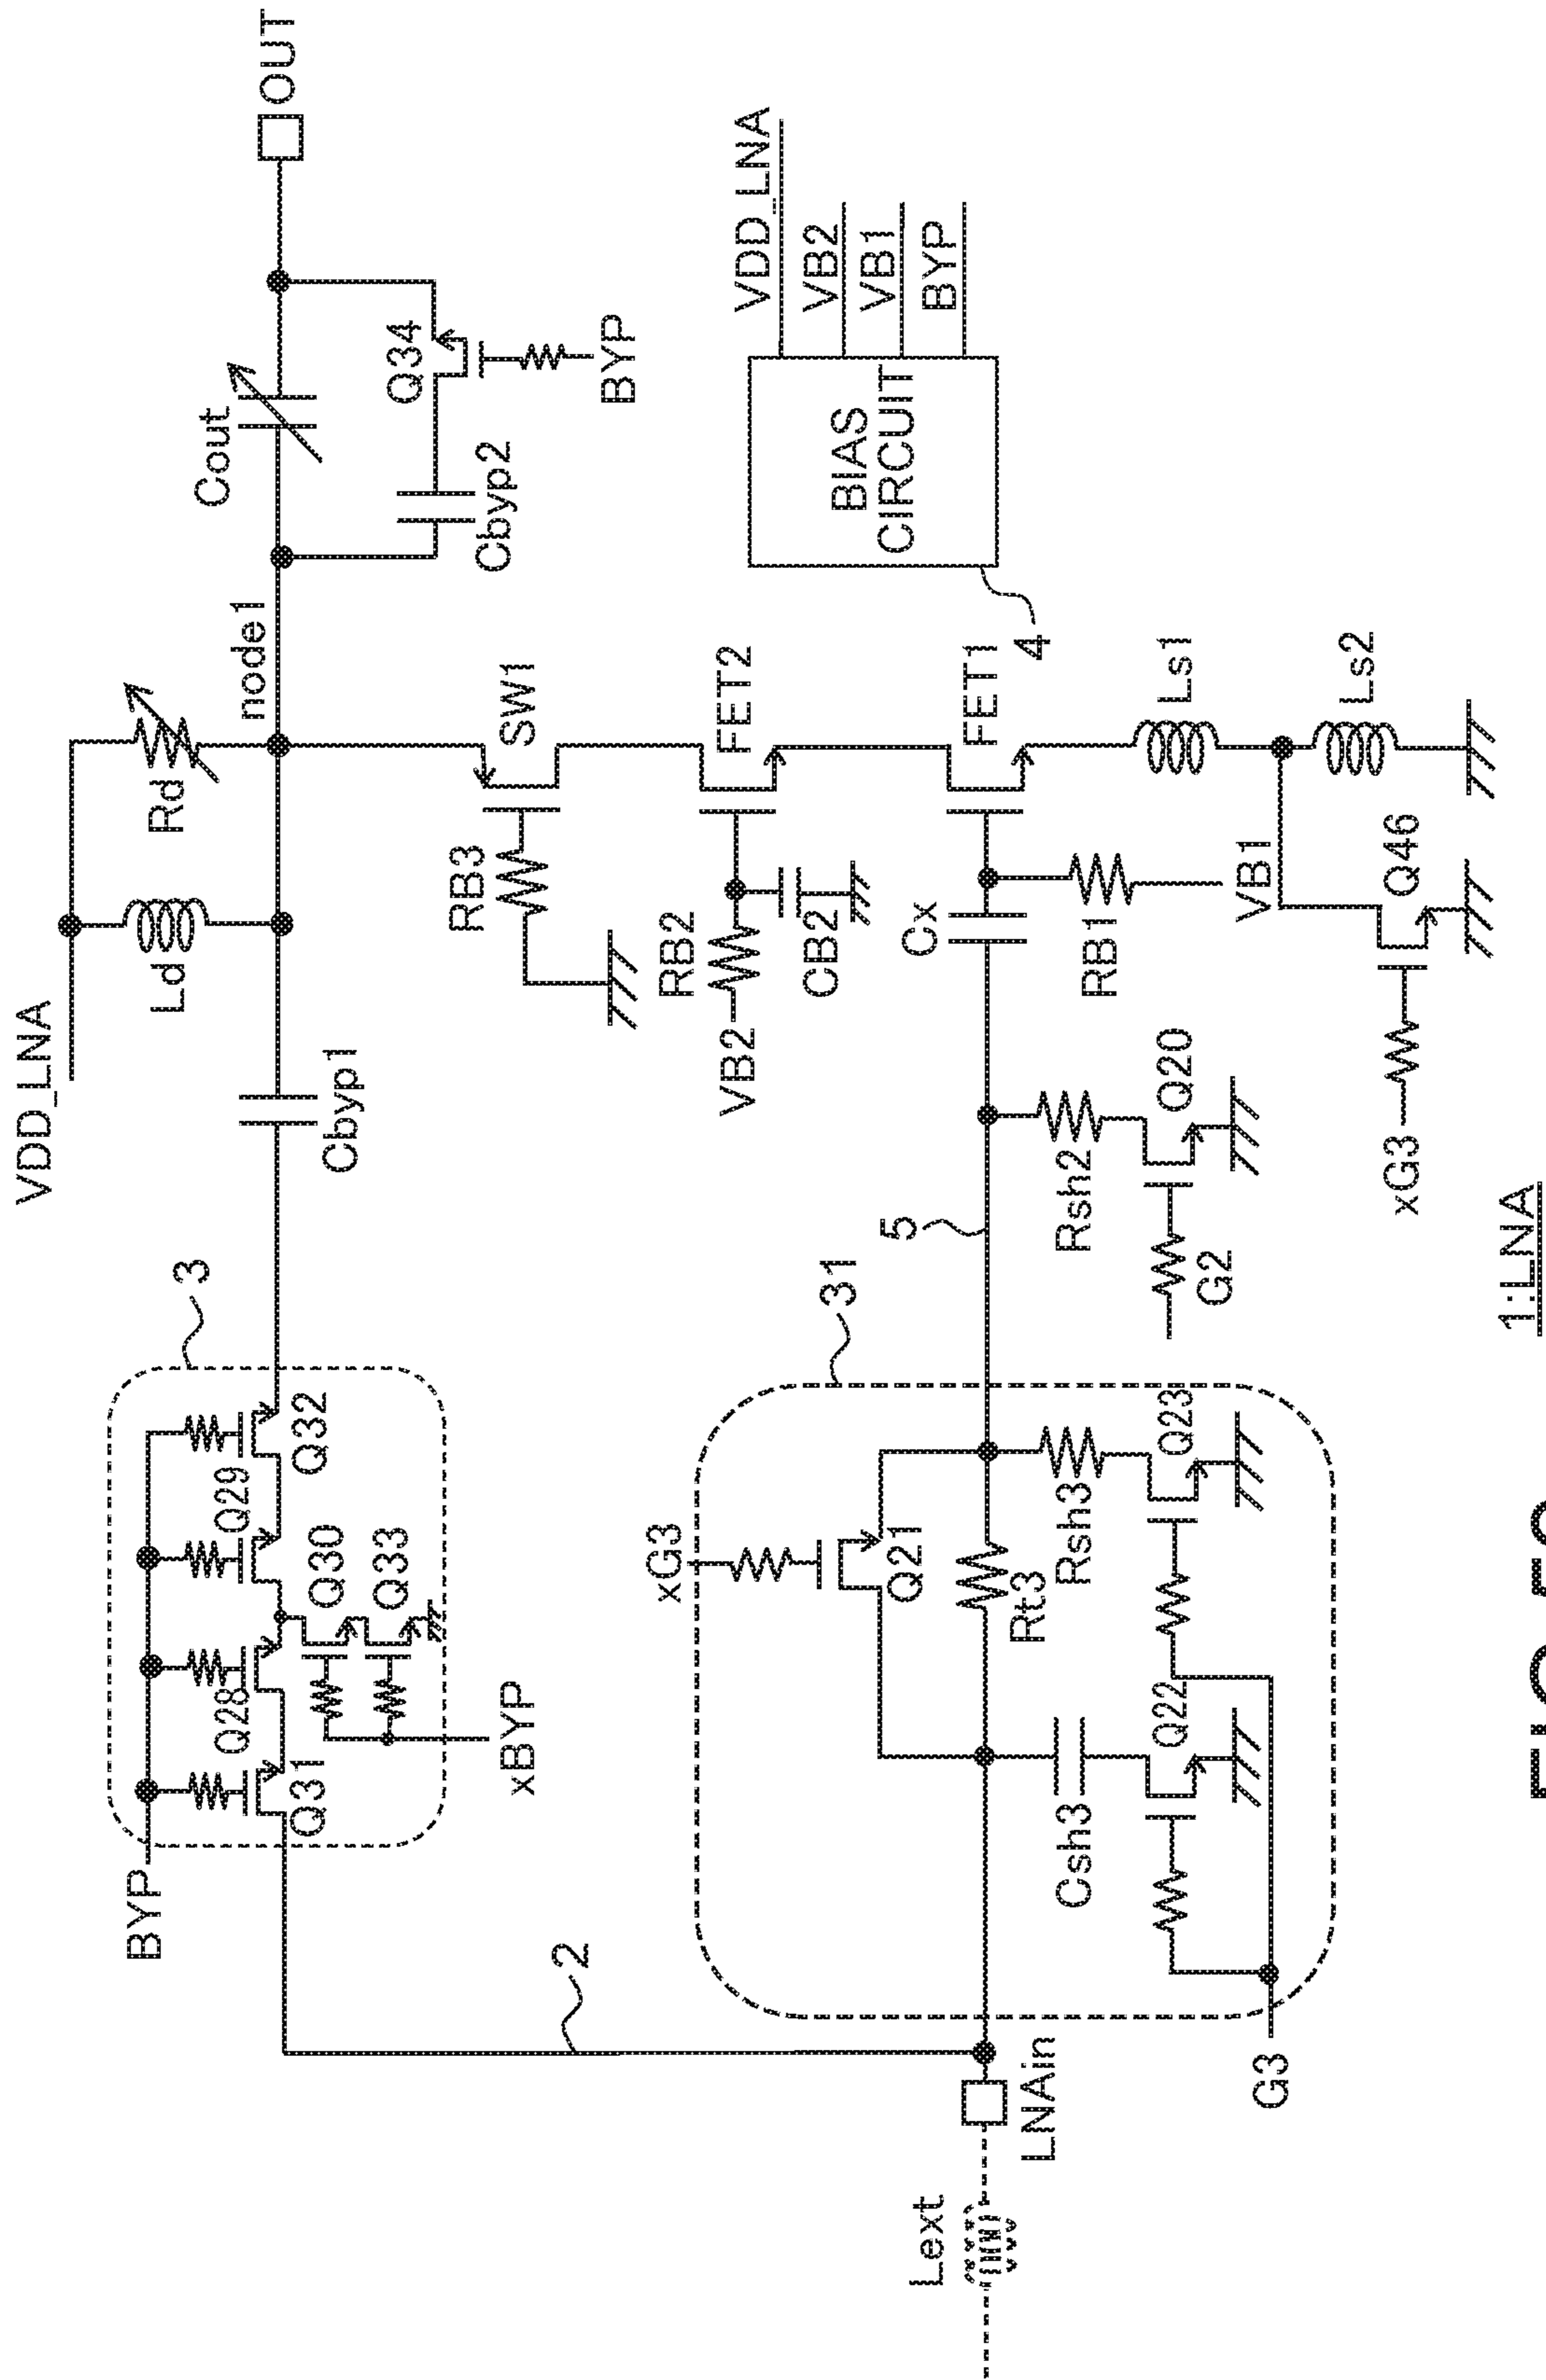 VDD_LNA
Ld
Rd
node1
Cout
OUT
Q34
Cbyp2
BYP
Cbyp1
3
BYP
Q31
Q28
Q29
Q32
Q30
Q33
xBYP
2
RB3
SW1
RB2
VB2
CB2
FET2
Cx
FET1
RB1
VB1
Ls1
Ls2
Q46
xG3
BIAS
CIRCUIT
4
VDD_LNA
VB2
VB1
BYP
5
Rsh2
Q20
G2
31
xG3
Q21
Rt3
Rsh3
Q23
Csh3
Q22
G3
LNAin
Lext
1:LNA